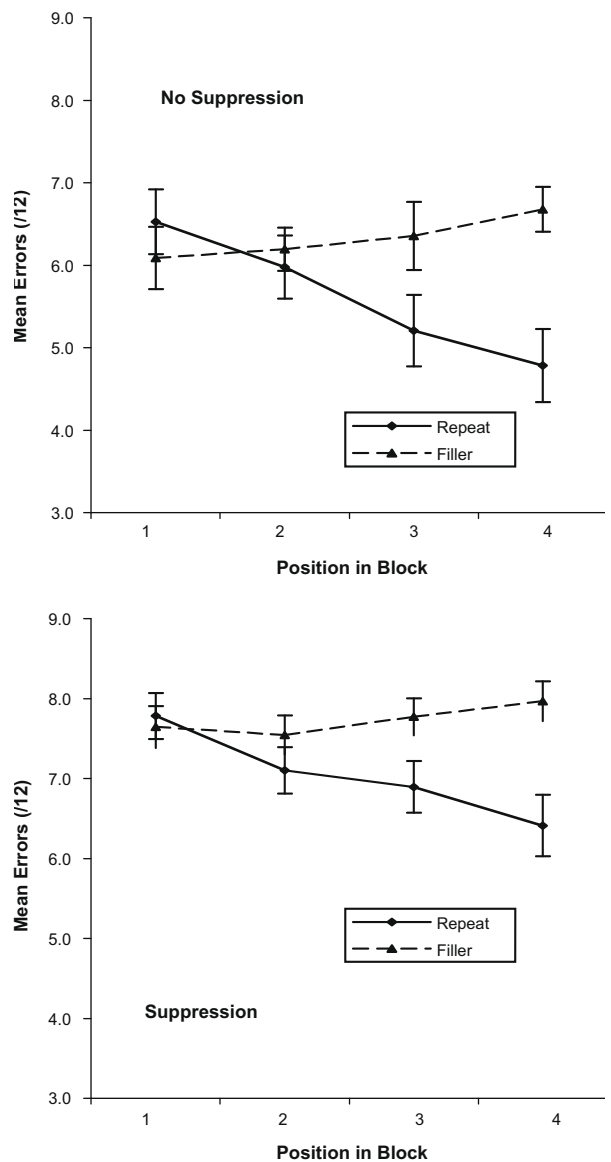 9.0
8.0
7.0
6.0
5.0
4.0
3.0
Mean Errors (/12)
No Suppression
Repeat
Filler
1 2 3 4
Position in Block
9.0
8.0
7.0
6.0
5.0
4.0
3.0
Mean Errors (/12)
Repeat
Filler
Suppression
1 2 3 4
Position in Block